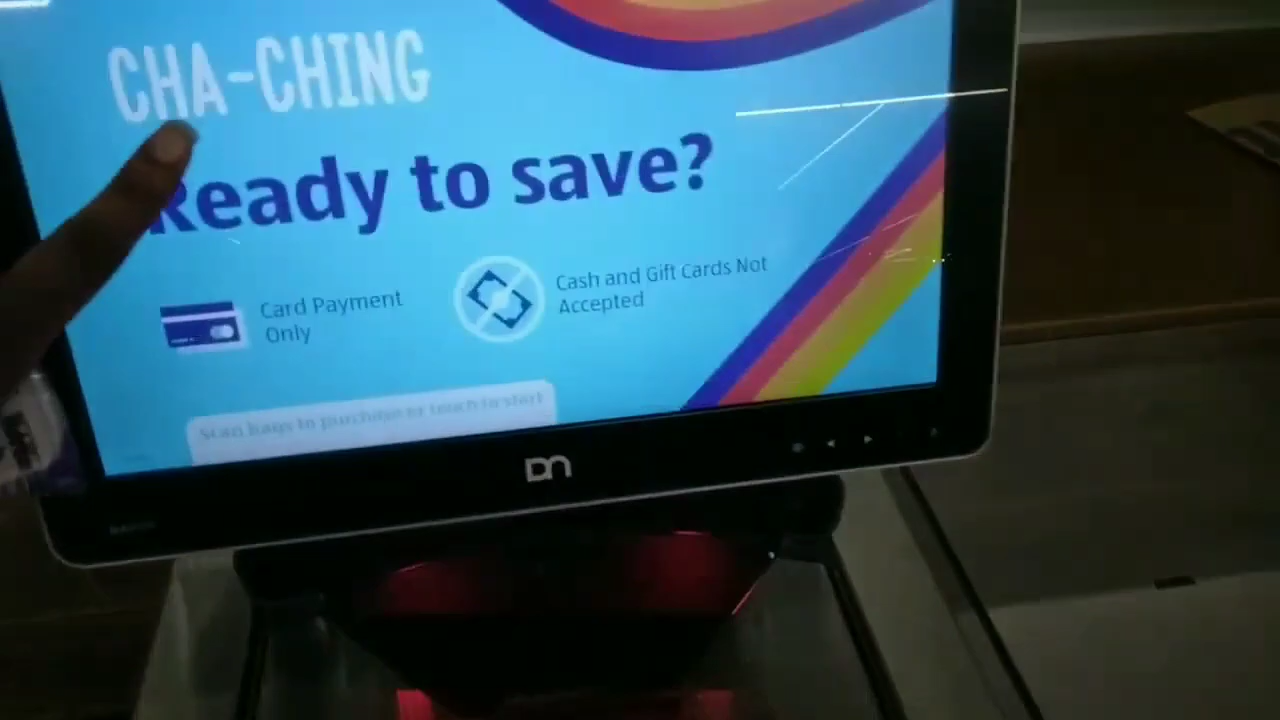 CHA-CHING
Ready to save?
Card Payment
Only
Cash and Gift Cards Not
Accepted
Scan bags to purchase or touch to start
DN